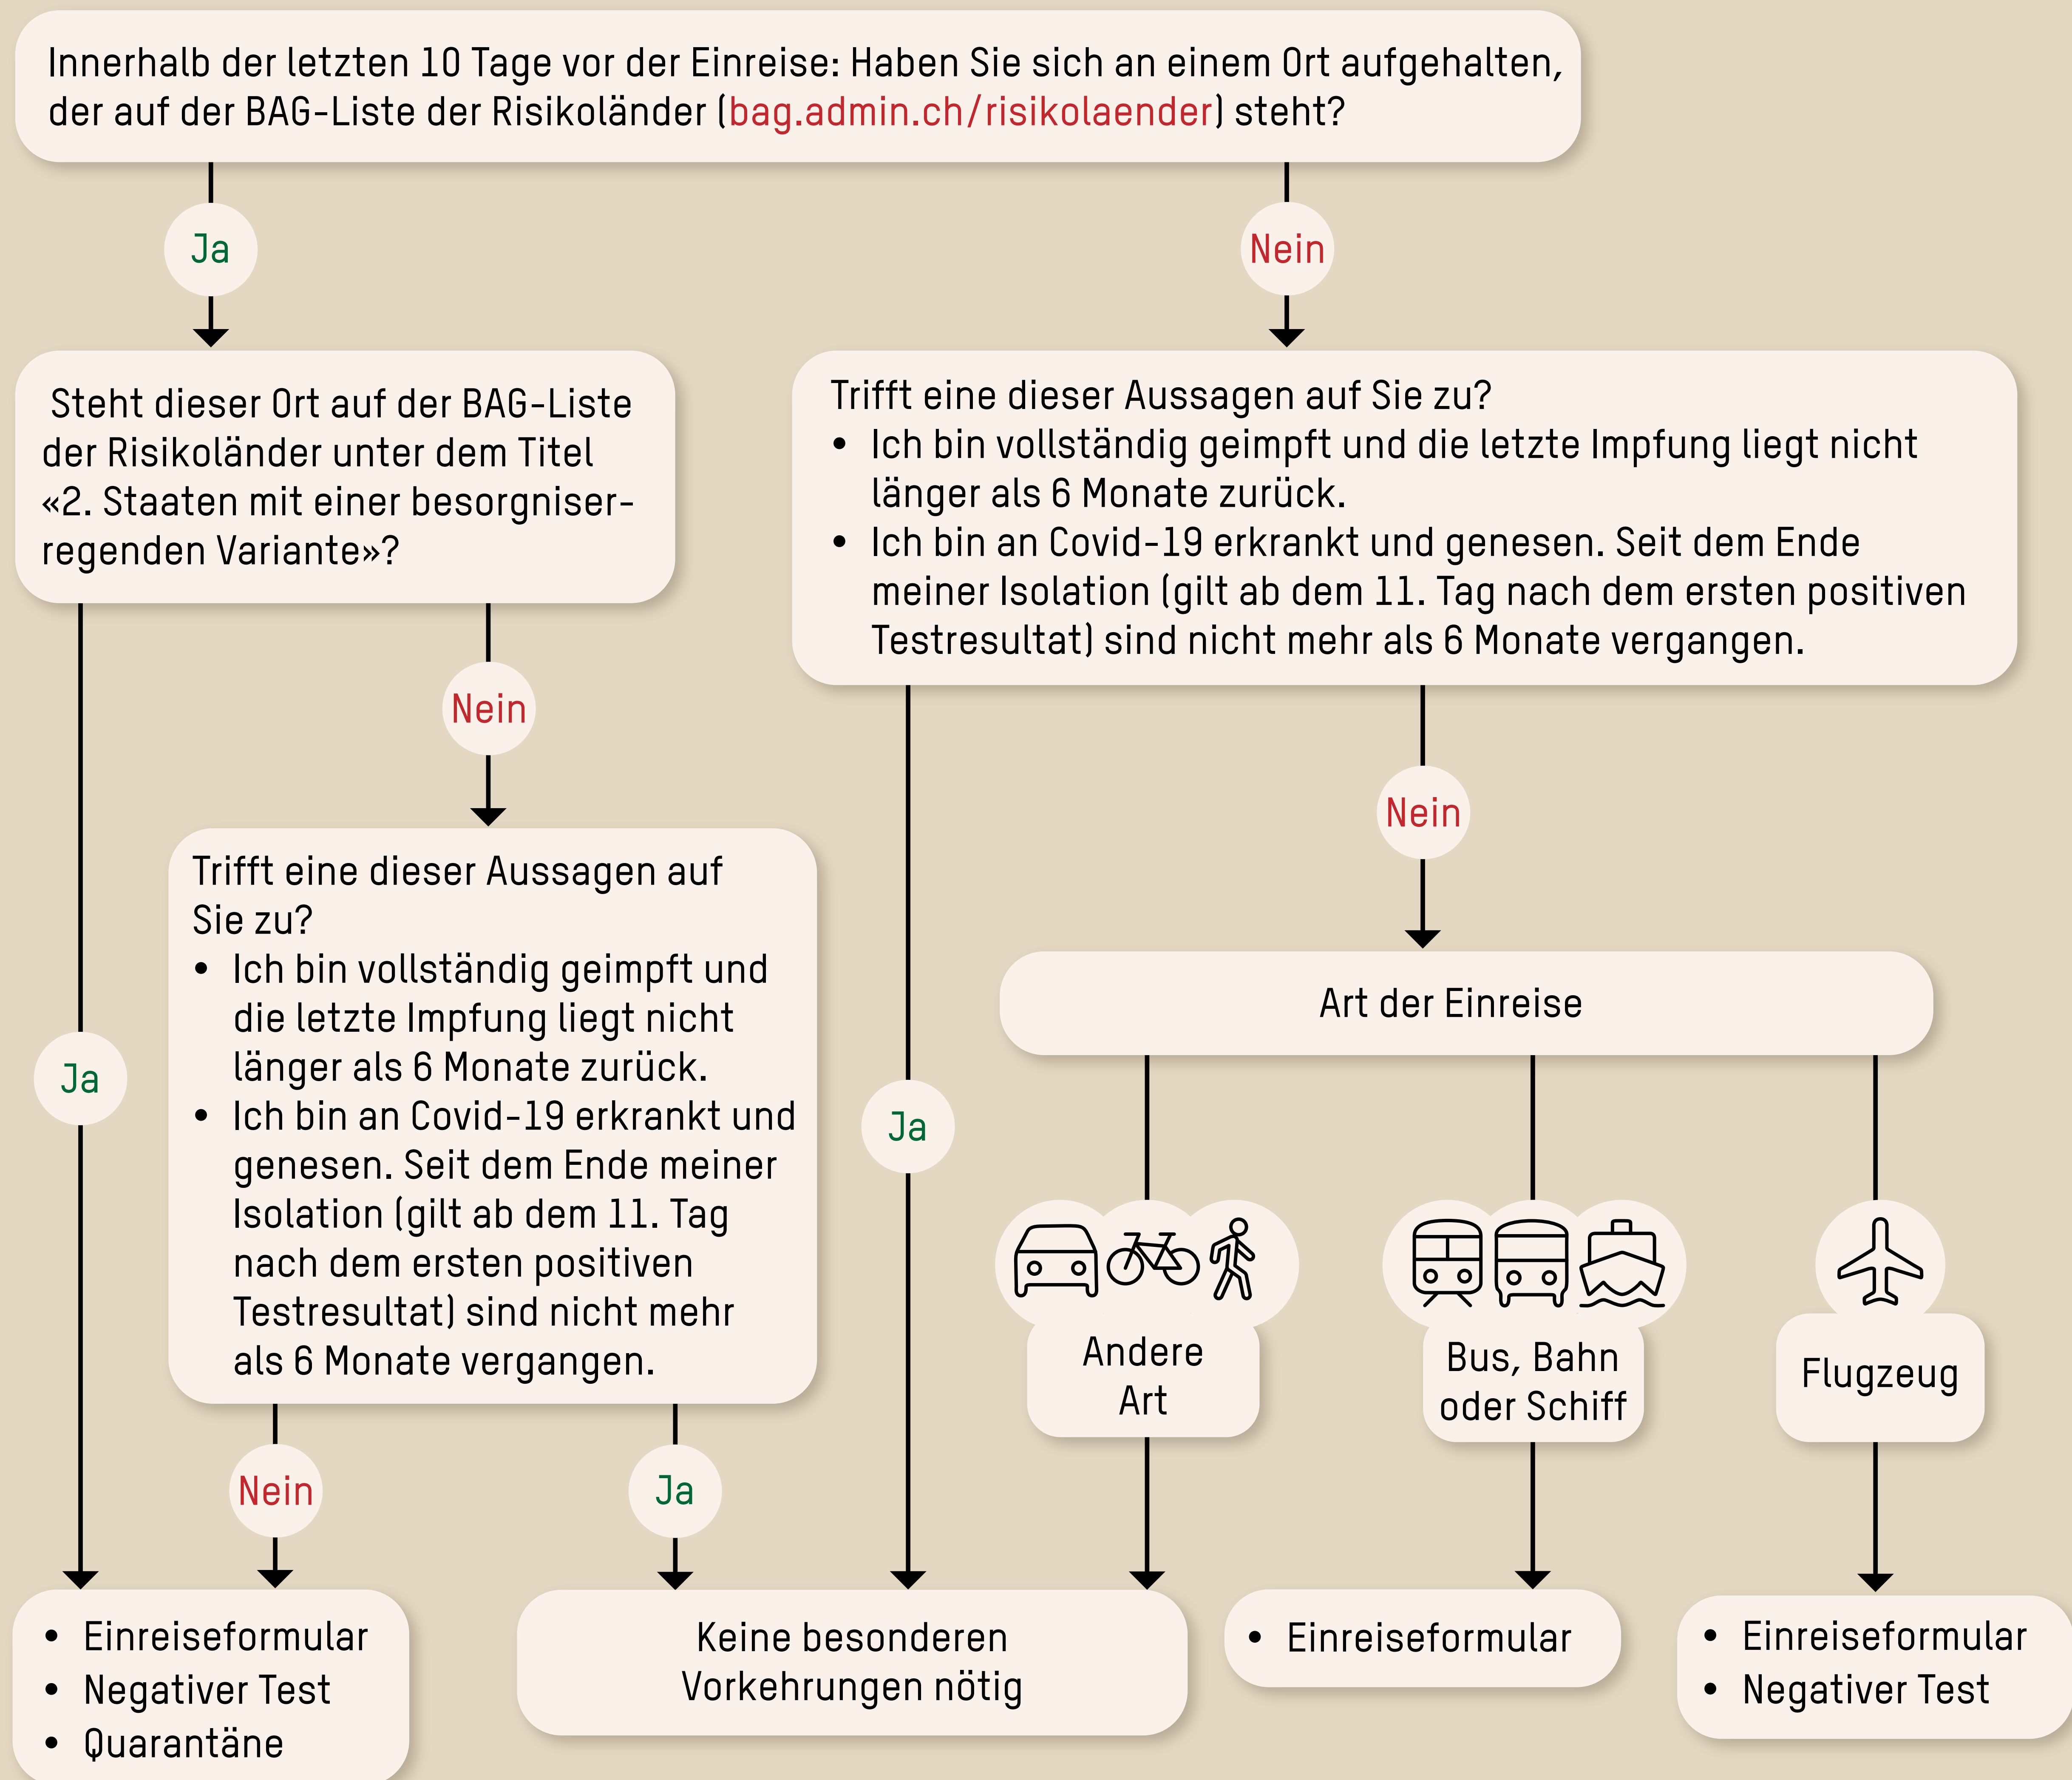 Innerhalb der letzten 10 Tage vor der Einreise: Haben Sie sich an einem Ort aufgehalten,
der auf der BAG-Liste der Risikoländer (bag.admin.ch/risikolaender) steht?
Ja
Nein
Steht dieser Ort auf der BAG-Liste
der Risikoländer unter dem Titel
«2. Staaten mit einer besorgniser-
regenden Variante»?
Trifft eine dieser Aussagen auf Sie zu?
• Ich bin vollständig geimpft und die letzte Impfung liegt nicht
länger als 6 Monate zurück.
• Ich bin an Covid-19 erkrankt und genesen. Seit dem Ende
meiner Isolation (gilt ab dem 11. Tag nach dem ersten positiven
Testresultat) sind nicht mehr als 6 Monate vergangen.
Nein
Nein
Trifft eine dieser Aussagen auf
Sie zu?
• Ich bin vollständig geimpft und
die letzte Impfung liegt nicht
länger als 6 Monate zurück.
• Ich bin an Covid-19 erkrankt und
genesen. Seit dem Ende meiner
Isolation (gilt ab dem 11. Tag
nach dem ersten positiven
Testresultat) sind nicht mehr
als 6 Monate vergangen.
Art der Einreise
Ja
Ja
Andere
Art
Bus, Bahn
oder Schiff
Flugzeug
Nein
Ja
• Einreiseformular
• Negativer Test
• Quarantäne
Keine besonderen
Vorkehrungen nötig
• Einreiseformular
• Einreiseformular
• Negativer Test